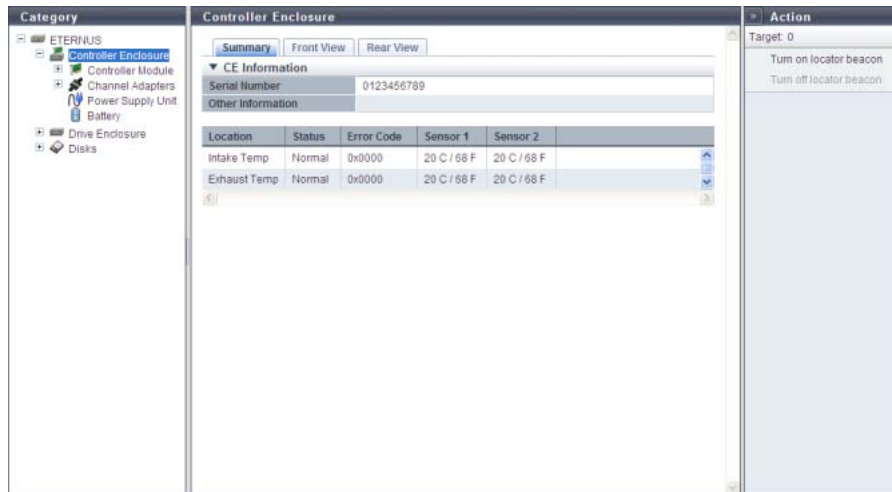 Category
ETERNUS
Controller Enclosure
Controller Module
Channel Adapters
Power Supply Unit
Battery
Drive Enclosure
Disks
Controller Enclosure
Summary Front View Rear View
CE Information
Serial Number 0123456789
Other Information
Location Status Error Code Sensor 1 Sensor 2
Intake Temp Normal 0x0000 20 C / 68 F 20 C / 68 F
Exhaust Temp Normal 0x0000 20 C / 68 F 20 C / 68 F
» Action
Target: 0
Turn on locator beacon
Turn off locator beacon